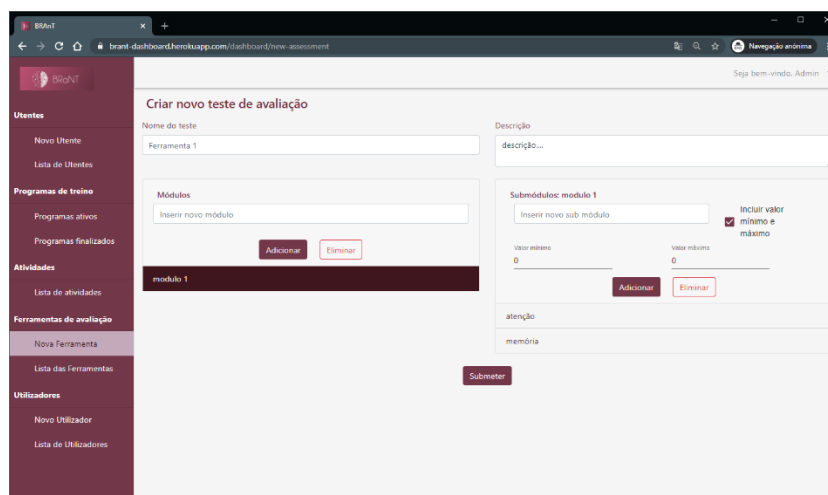 BRAnT
brant-dashboard.herokuapp.com/dashboard/new-assessment
Navegação anónima
BRaNT
Seja bem-vindo, Admin
Utentes
Novo Utente
Lista de Utentes
Programas de treino
Programas ativos
Programas finalizados
Atividades
Lista de atividades
Ferramentas de avaliação
Nova Ferramenta
Lista das Ferramentas
Utilizadores
Novo Utilizador
Lista de Utilizadores
Criar novo teste de avaliação
Nome do teste
Ferramenta 1
Descrição
descrição...
Módulos
Inserir novo módulo
Adicionar
Eliminar
modulo 1
Submódulos: modulo 1
Inserir novo sub módulo
Incluir valor
mínimo e
máximo
Valor mínimo
0
Valor máximo
0
Adicionar
Eliminar
atenção
memória
Submeter